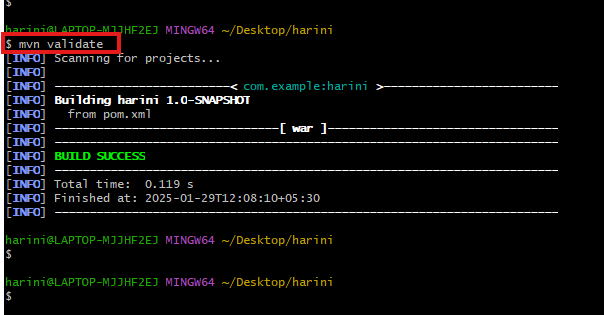 $
harini@LAPTOP-MJJHF2EJ MINGW64 ~/Desktop/harini
$ mvn validate
[INFO] Scanning for projects...
[INFO]
[INFO] -------------------------< com.example:harini >-------------------------
[INFO] Building harini 1.0-SNAPSHOT
[INFO]   from pom.xml
[INFO] --------------------------------[ war ]---------------------------------
[INFO] ------------------------------------------------------------------------
[INFO] BUILD SUCCESS
[INFO] ------------------------------------------------------------------------
[INFO] Total time:  0.119 s
[INFO] Finished at: 2025-01-29T12:08:10+05:30
[INFO] ------------------------------------------------------------------------
harini@LAPTOP-MJJHF2EJ MINGW64 ~/Desktop/harini
$
harini@LAPTOP-MJJHF2EJ MINGW64 ~/Desktop/harini
$